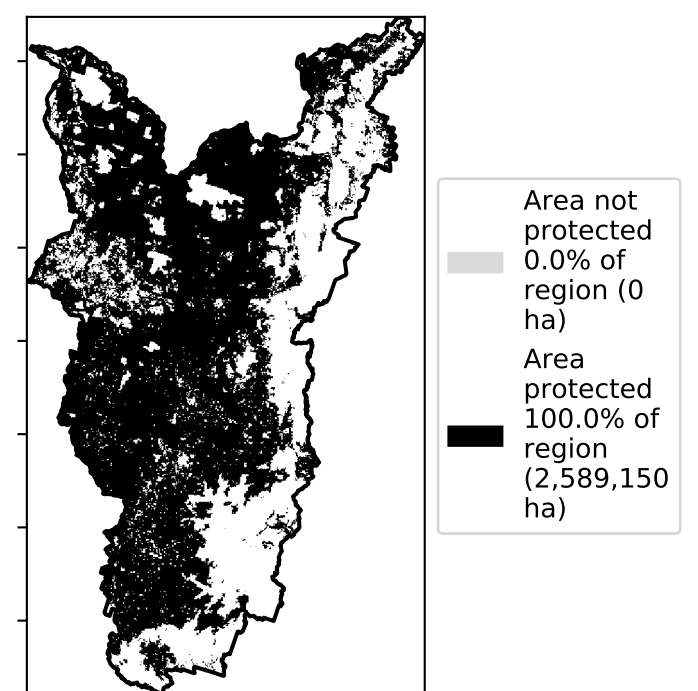 Area not
protected
0.0% of
region (0
ha)
Area
protected
100.0% of
region
(2,589,150
ha)